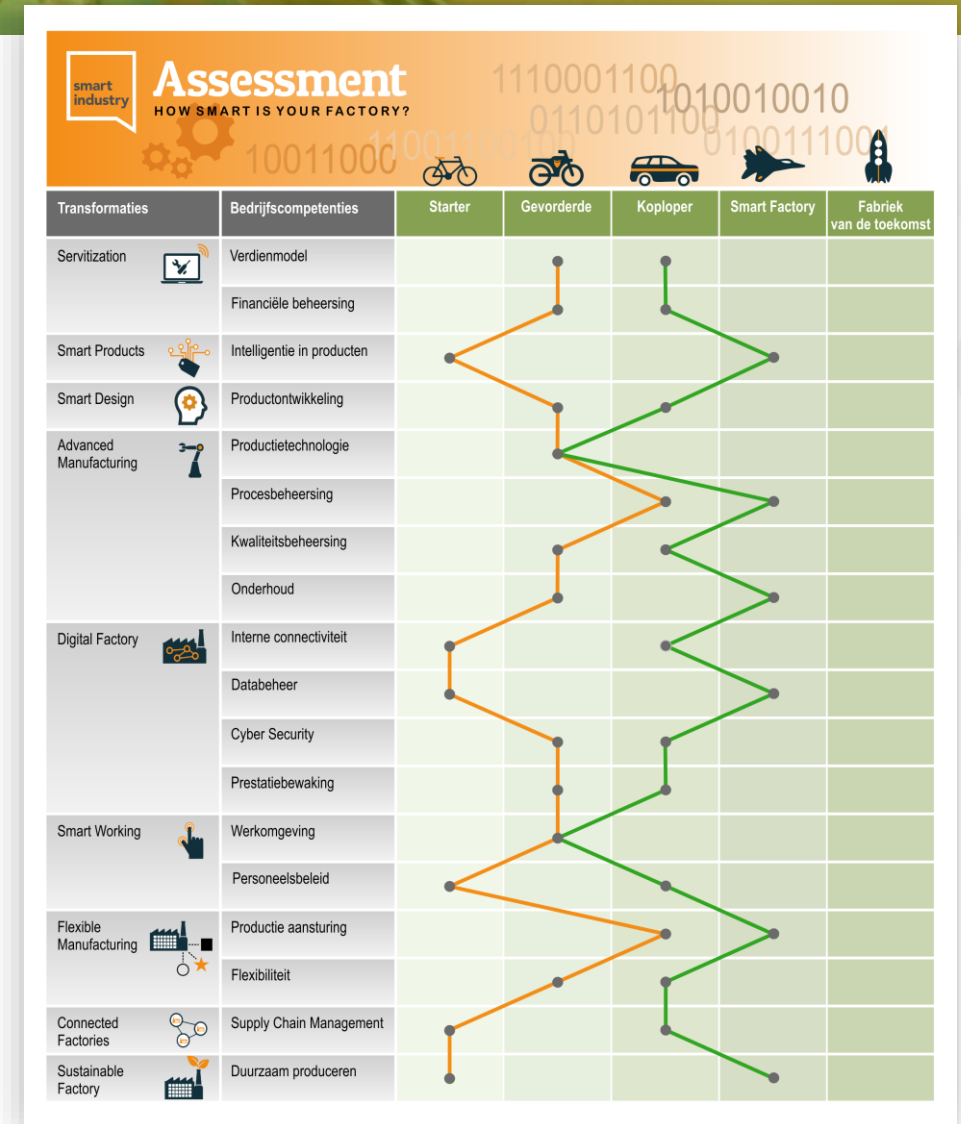 smart
industry
Assessment
HOW SMART IS YOUR FACTORY?
1110001100
1010010010
0110101100
0100111001
110011001100
10011000
Transformaties Bedrijfscompetenties Starter Gevorderde Koploper Smart Factory Fabriek
van de toekomst
Servitization Verdienmodel
Financiële beheersing
Smart Products Intelligentie in producten
Smart Design Productontwikkeling
Advanced
Manufacturing Productietechnologie
Procesbeheersing
Kwaliteitsbeheersing
Onderhoud
Digital Factory Interne connectiviteit
Databeheer
Cyber Security
Prestatiebewaking
Smart Working Werkomgeving
Personeelsbeleid
Flexible
Manufacturing Productie aansturing
Flexibiliteit
Connected
Factories Supply Chain Management
Sustainable
Factory Duurzaam produceren